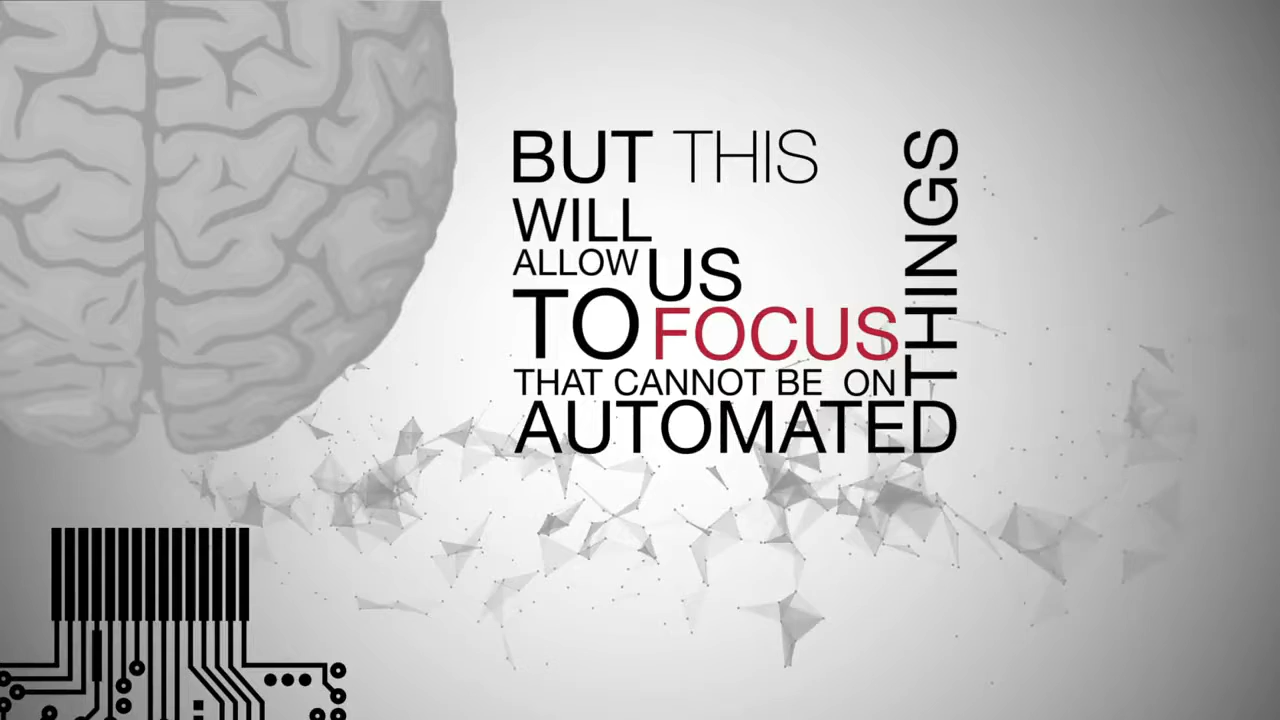 BUT THIS
WILL
ALLOW US
TO FOCUS
THAT CANNOT BE ON
THINGS
AUTOMATED